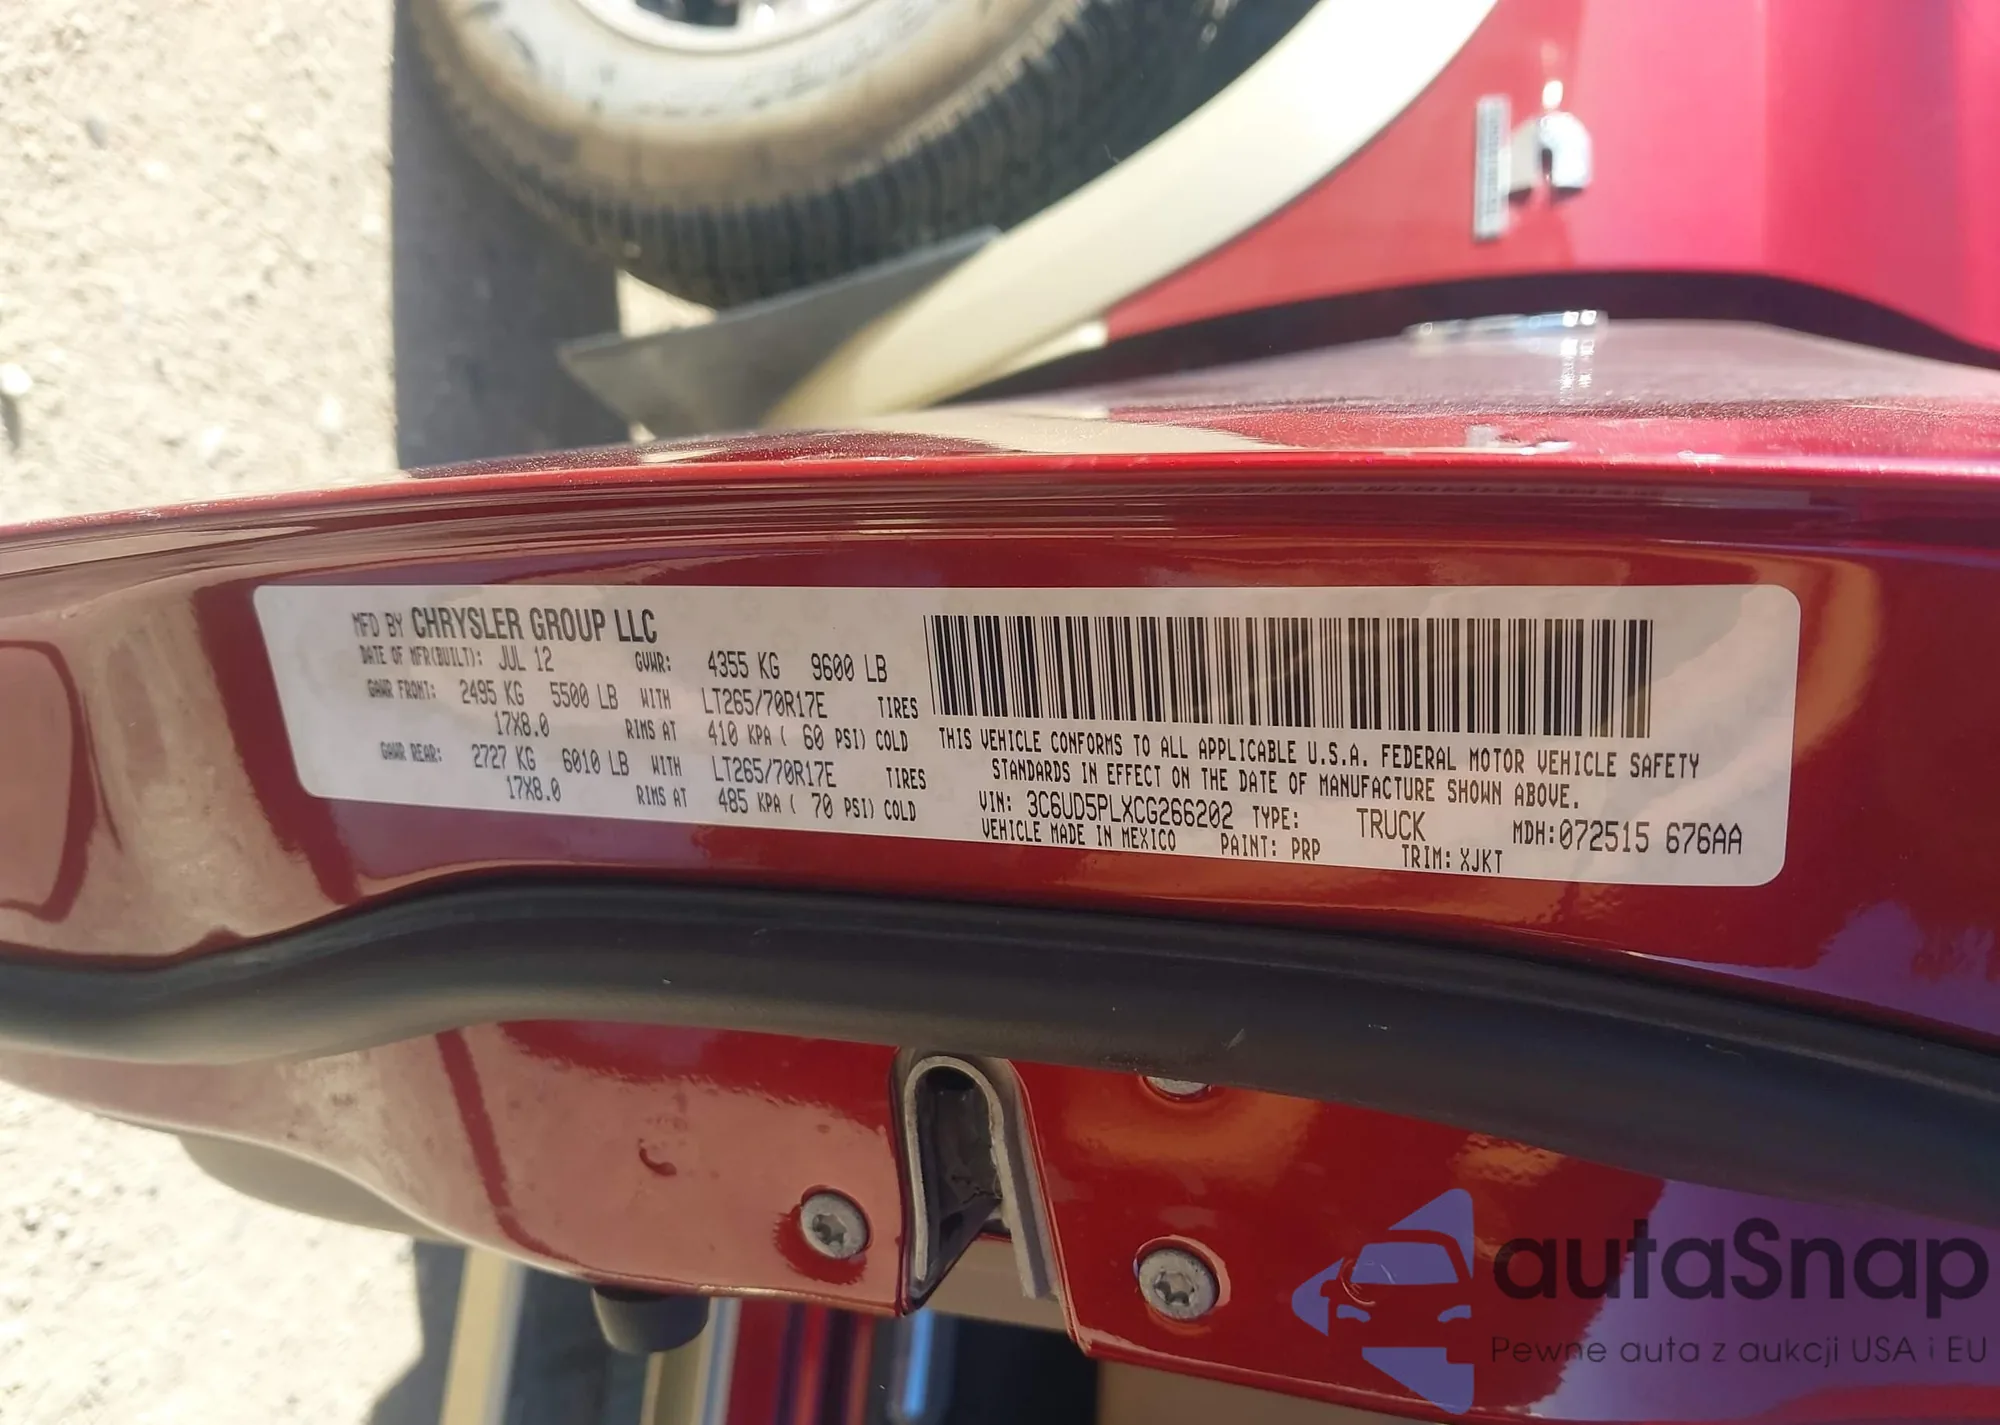 MFD BY CHRYSLER GROUP LLC
DATE OF MFR(BUILT): JUL 12 GVWR: 4355 KG 9600 LB
GAWR FRONT: 2495 KG 5500 LB WITH LT265/70R17E TIRES
17X8.0 RIMS AT 410 KPA ( 60 PSI) COLD
GAWR REAR: 2727 KG 6010 LB WITH LT265/70R17E TIRES
17X8.0 RIMS AT 485 KPA ( 70 PSI) COLD
THIS VEHICLE CONFORMS TO ALL APPLICABLE U.S.A. FEDERAL MOTOR VEHICLE SAFETY
STANDARDS IN EFFECT ON THE DATE OF MANUFACTURE SHOWN ABOVE.
VIN: 3C6UD5PLXCG266202 TYPE: TRUCK MDH:072515 676AA
VEHICLE MADE IN MEXICO PAINT: PRP TRIM: XJKT
autaSnap
Pewne auta z aukcji USA i EU